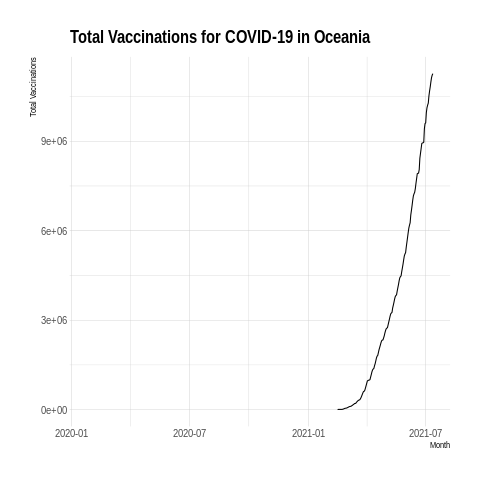 Total Vaccinations for COVID-19 in Oceania
Total Vaccinations
9e+06
6e+06
3e+06
0e+00
2020-01 2020-07 2021-01 2021-07
Month